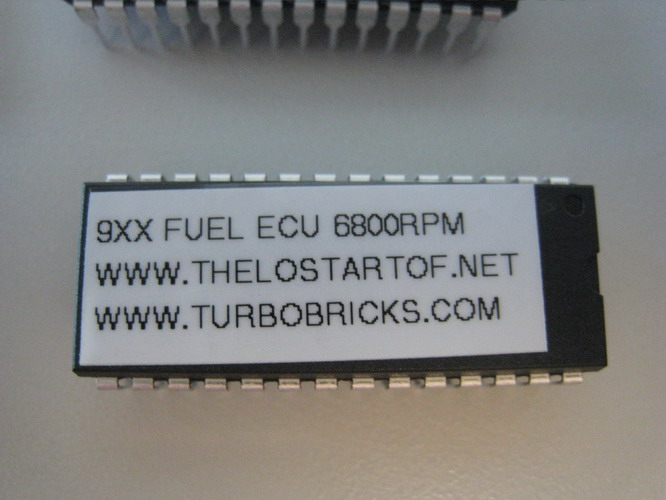 9XX FUEL ECU 6800RPM
WWW.THELOSTARTOF.NET
WWW.TURBOBRICKS.COM